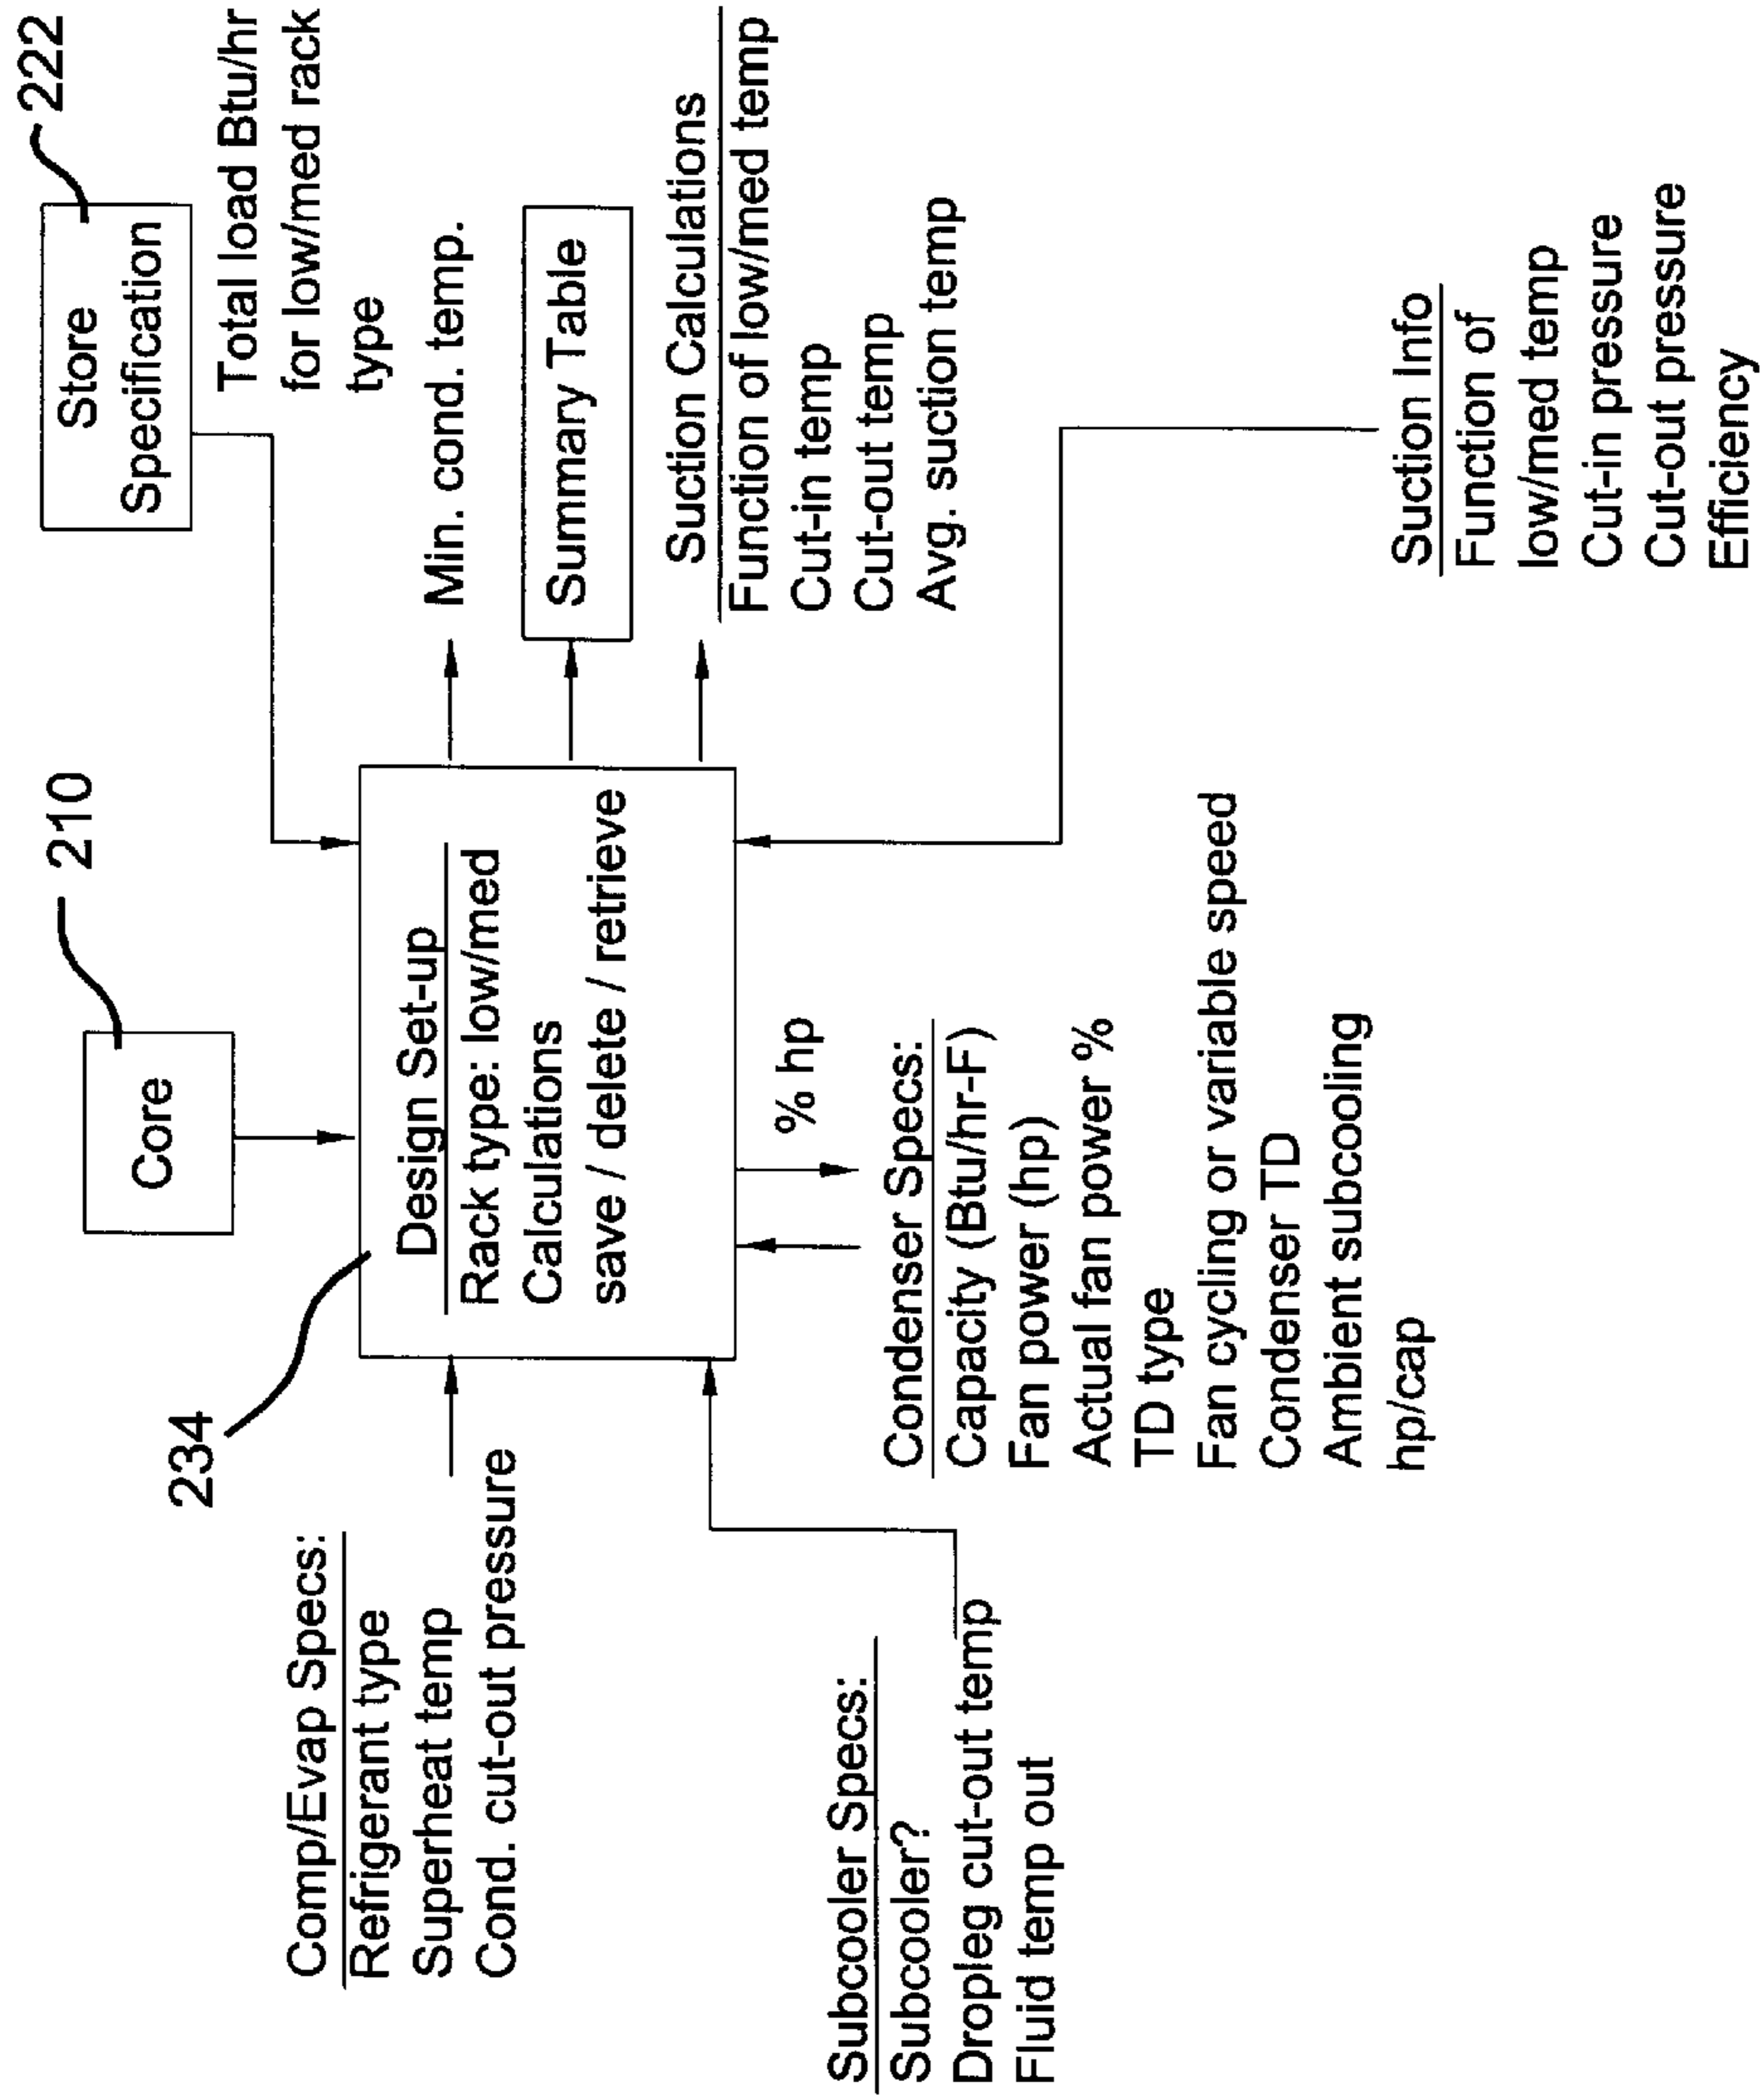 222
Store
Specification
Total load Btu/hr
for low/med rack
type
210
Core
234
Design Set-up
Rack type: low/med
Calculations
save / delete / retrieve
Comp/Evap Specs:
Refrigerant type
Superheat temp
Cond. cut-out pressure
Min. cond. temp.
Summary Table
Suction Calculations
Function of low/med temp
Cut-in temp
Cut-out temp
Avg. suction temp
% hp
Subcooler Specs:
Subcooler?
Dropleg cut-out temp
Fluid temp out
Condenser Specs:
Capacity (Btu/hr-F)
Fan power (hp)
Actual fan power %
TD type
Fan cycling or variable speed
Condenser TD
Ambient subcooling
hp/cap
Suction Info
Function of
low/med temp
Cut-in pressure
Cut-out pressure
Efficiency